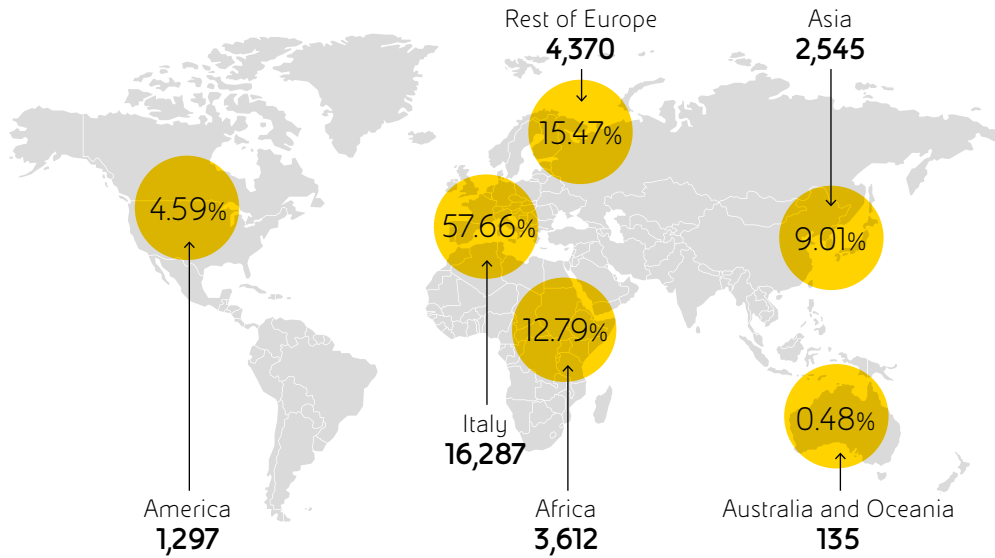 Rest of Europe
4,370
Asia
2,545
15.47%
4.59%
57.66%
9.01%
12.79%
0.48%
Italy
16,287
America
1,297
Africa
3,612
Australia and Oceania
135